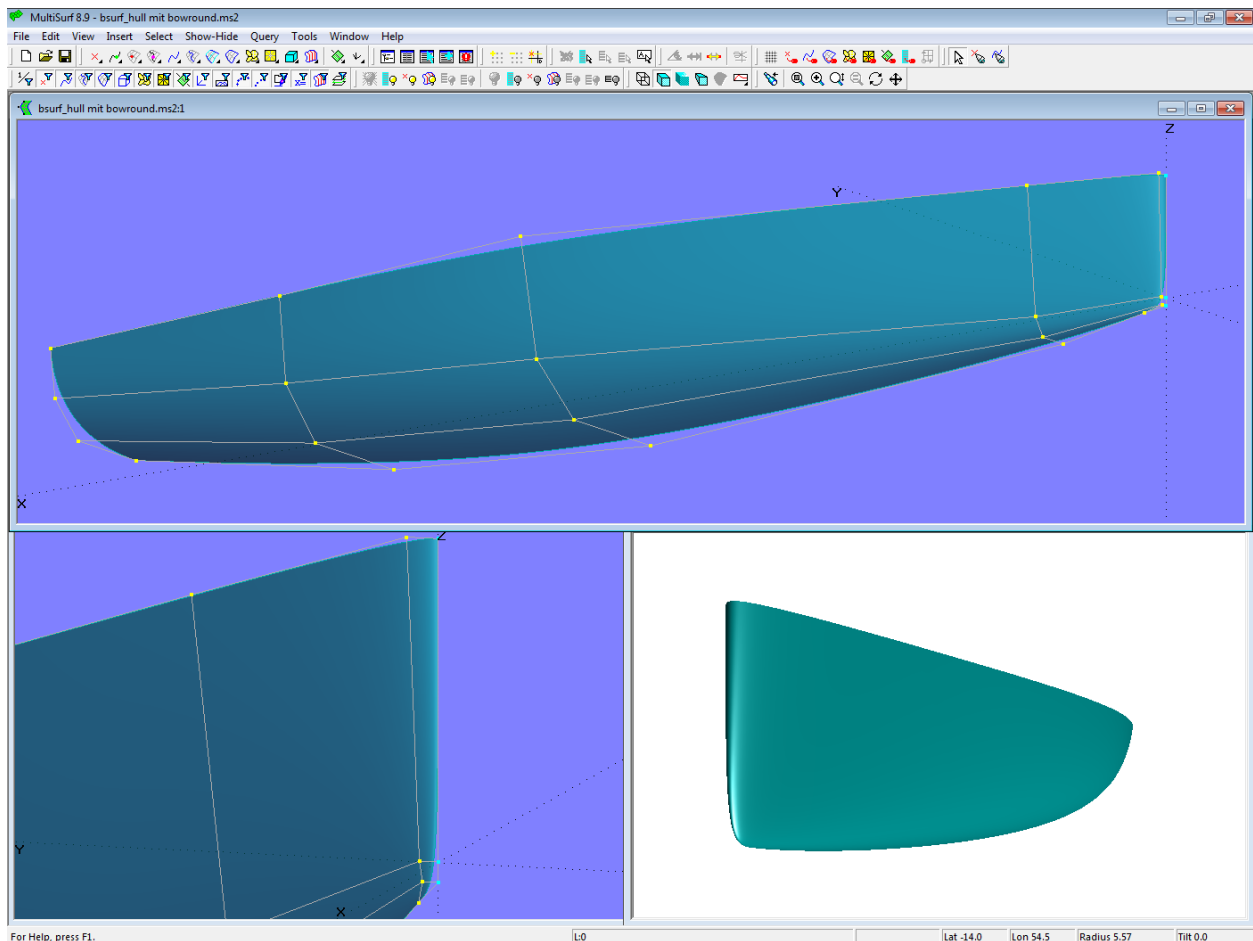 MultiSurf 8.9 - bsurf_hull mit bowround.ms2
File Edit View Insert Select Show-Hide Query Tools Window Help
bsurf_hull mit bowround.ms2:1
Z
Y
X
Z
Y
X
For Help, press F1.
L:0
Lat -14.0
Lon 54.5
Radius 5.57
Tilt 0.0